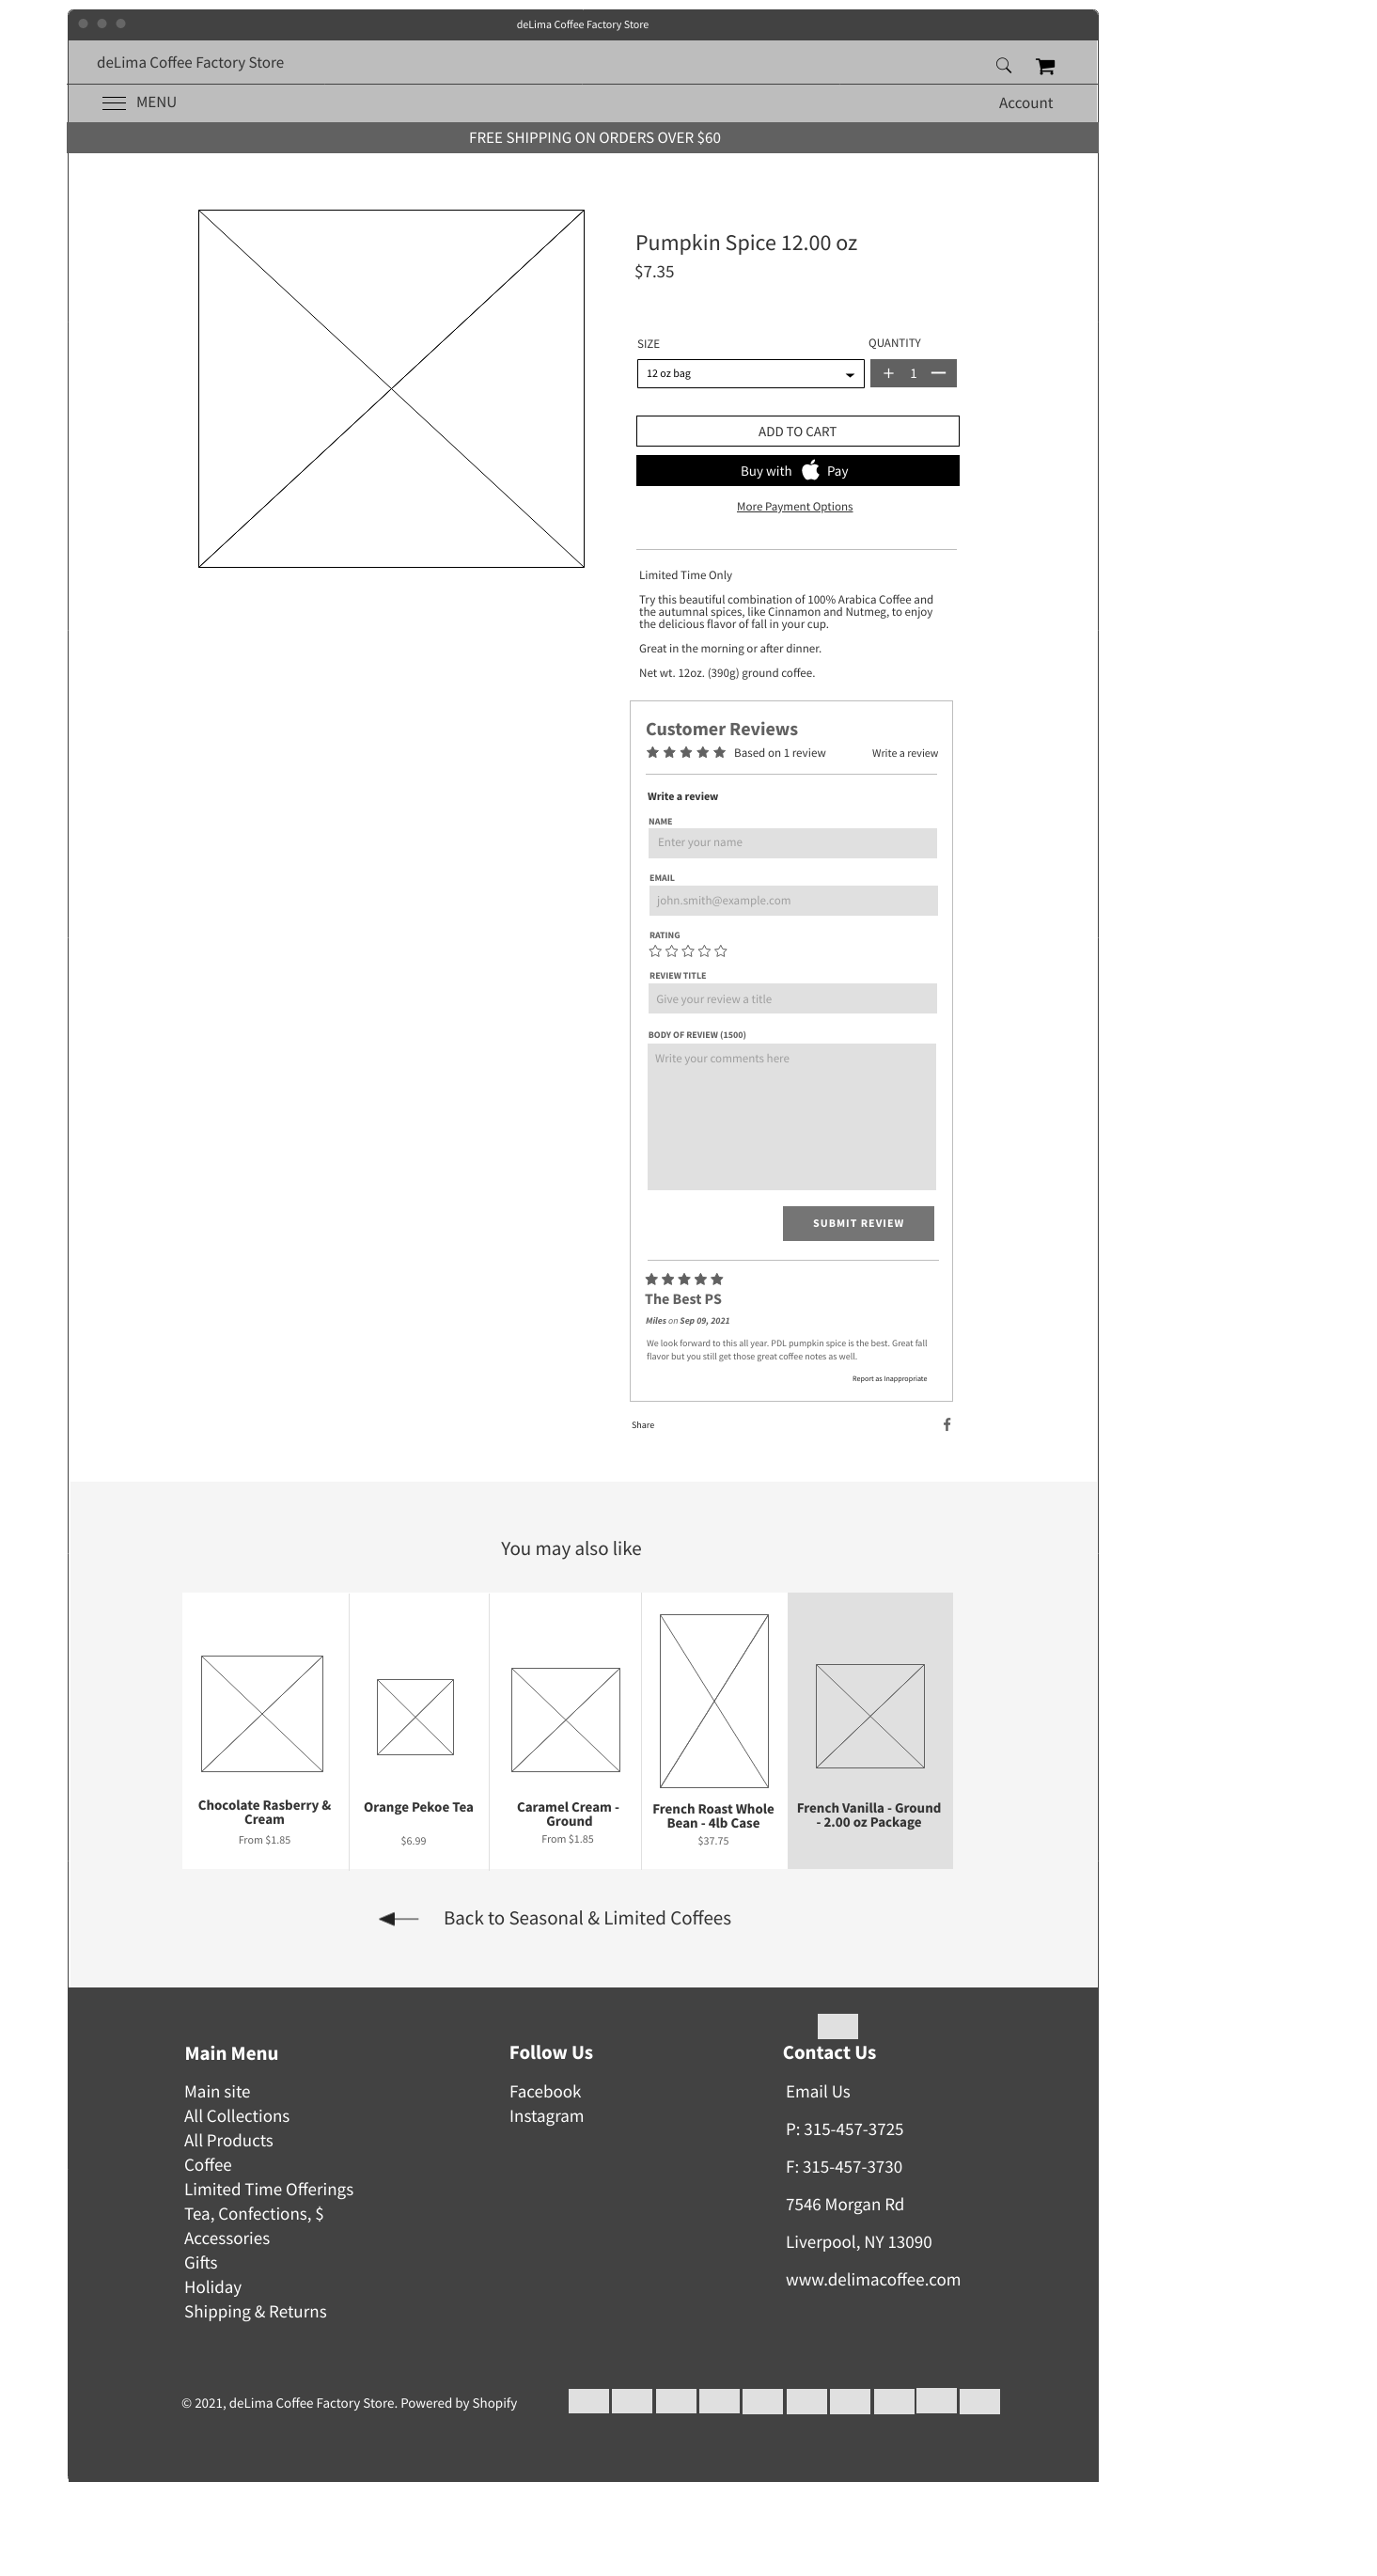 deLima Coffee Factory Store
deLima Coffee Factory Store
MENU
Account
FREE SHIPPING ON ORDERS OVER $60
Pumpkin Spice 12.00 oz
$7.35
SIZE
QUANTITY
12 oz bag
+ 1 —
ADD TO CART
Buy with Pay
More Payment Options
Limited Time Only
Try this beautiful combination of 100% Arabica Coffee and
the autumnal spices, like Cinnamon and Nutmeg, to enjoy
the delicious flavor of fall in your cup.
Great in the morning or after dinner.
Net wt. 12oz. (390g) ground coffee.
Customer Reviews
Based on 1 review
Write a review
Write a review
NAME
Enter your name
EMAIL
john.smith@example.com
RATING
REVIEW TITLE
Give your review a title
BODY OF REVIEW (1500)
Write your comments here
SUBMIT REVIEW
The Best PS
Miles on Sep 09, 2021
We look forward to this all year. PDL pumpkin spice is the best. Great fall
flavor but you still get those great coffee notes as well.
Report as Inappropriate
Share
You may also like
Chocolate Rasberry &
Cream
From $1.85
Orange Pekoe Tea
$6.99
Caramel Cream -
Ground
From $1.85
French Roast Whole
Bean - 4lb Case
$37.75
French Vanilla - Ground
- 2.00 oz Package
Back to Seasonal & Limited Coffees
Main Menu
Main site
All Collections
All Products
Coffee
Limited Time Offerings
Tea, Confections, $
Accessories
Gifts
Holiday
Shipping & Returns
Follow Us
Facebook
Instagram
Contact Us
Email Us
P: 315-457-3725
F: 315-457-3730
7546 Morgan Rd
Liverpool, NY 13090
www.delimacoffee.com
© 2021, deLima Coffee Factory Store. Powered by Shopify